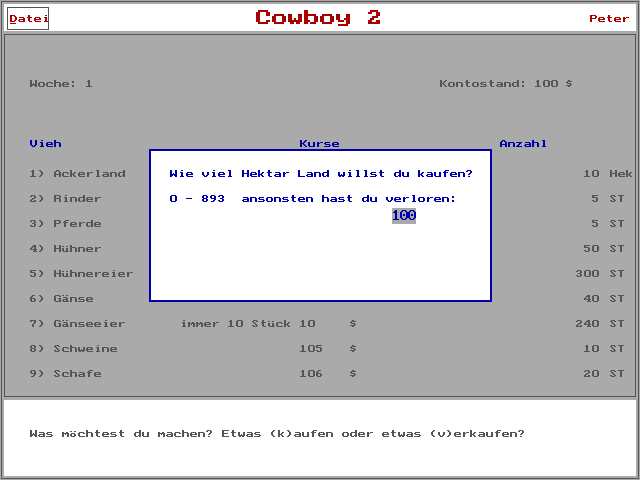 Datei Cowboy 2 Peter
Woche: 1 Kontostand: 100 $
Vieh Kurse Anzahl
Wie viel Hektar Land willst du kaufen?
0 - 893 ansonsten hast du verloren:
100
1) Ackerland 10 Hek
2) Rinder 5 ST
3) Pferde 5 ST
4) Hühner 50 ST
5) Hühnereier 300 ST
6) Gänse 40 ST
7) Gänseeier immer 10 Stück 10 $ 240 ST
8) Schweine 105 $ 10 ST
9) Schafe 106 $ 20 ST
Was möchtest du machen? Etwas (k)aufen oder etwas (v)erkaufen?